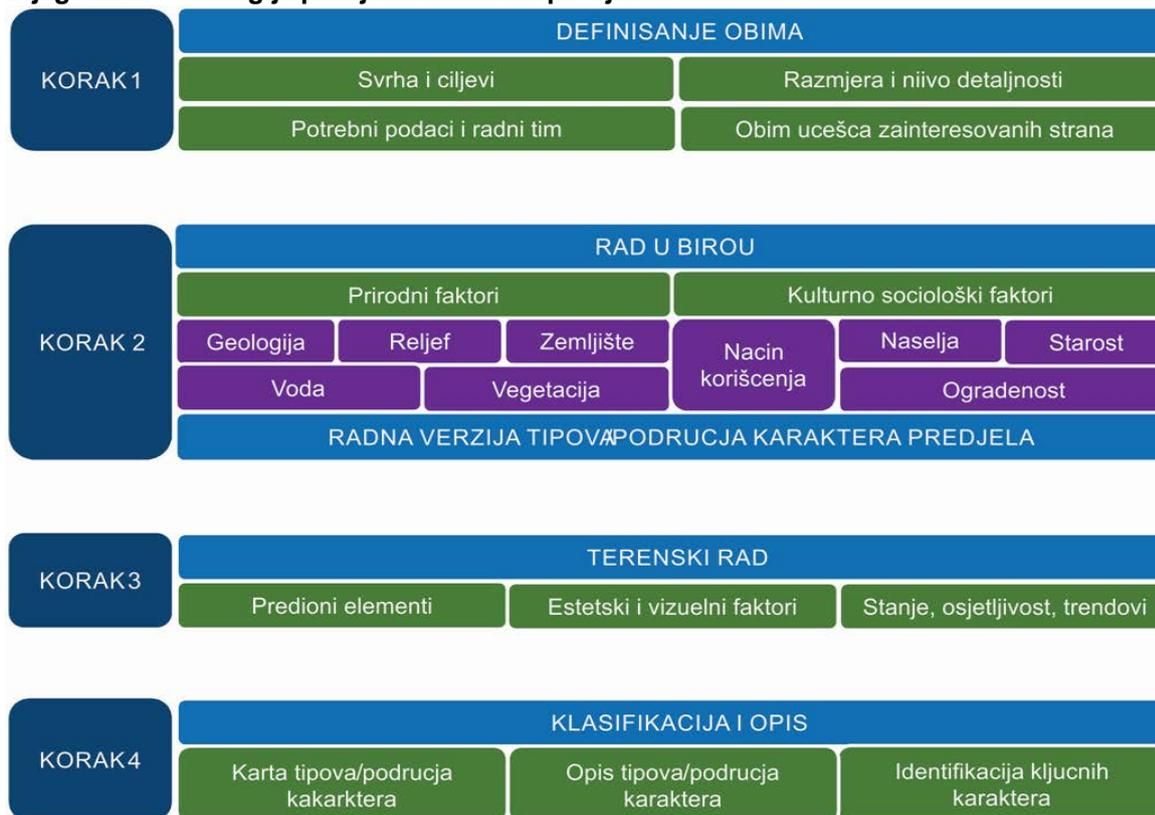 DEFINISANJE OBIMA
KORAK1
Svrha i ciljevi
Razmjera i niivo detaljnosti
Potrebni podaci i radni tim
Obim ucešca zainteresovanih strana
RAD U BIROU
KORAK 2
Prirodni faktori
Kulturno sociološki faktori
Geologija
Reljef
Zemljište
Nacin
korišcenja
Naselja
Starost
Voda
Vegetacija
Ogradenost
RADNA VERZIJA TIPOVA/PODRUCJA KARAKTERA PREDJELA
TERENSKI RAD
KORAK3
Predioni elementi
Estetski i vizuelni faktori
Stanje, osjetljivost, trendovi
KLASIFIKACIJA I OPIS
KORAK4
Karta tipova/podrucja
kakarktera
Opis tipova/podrucja
karaktera
Identifikacija kljucnih
karaktera